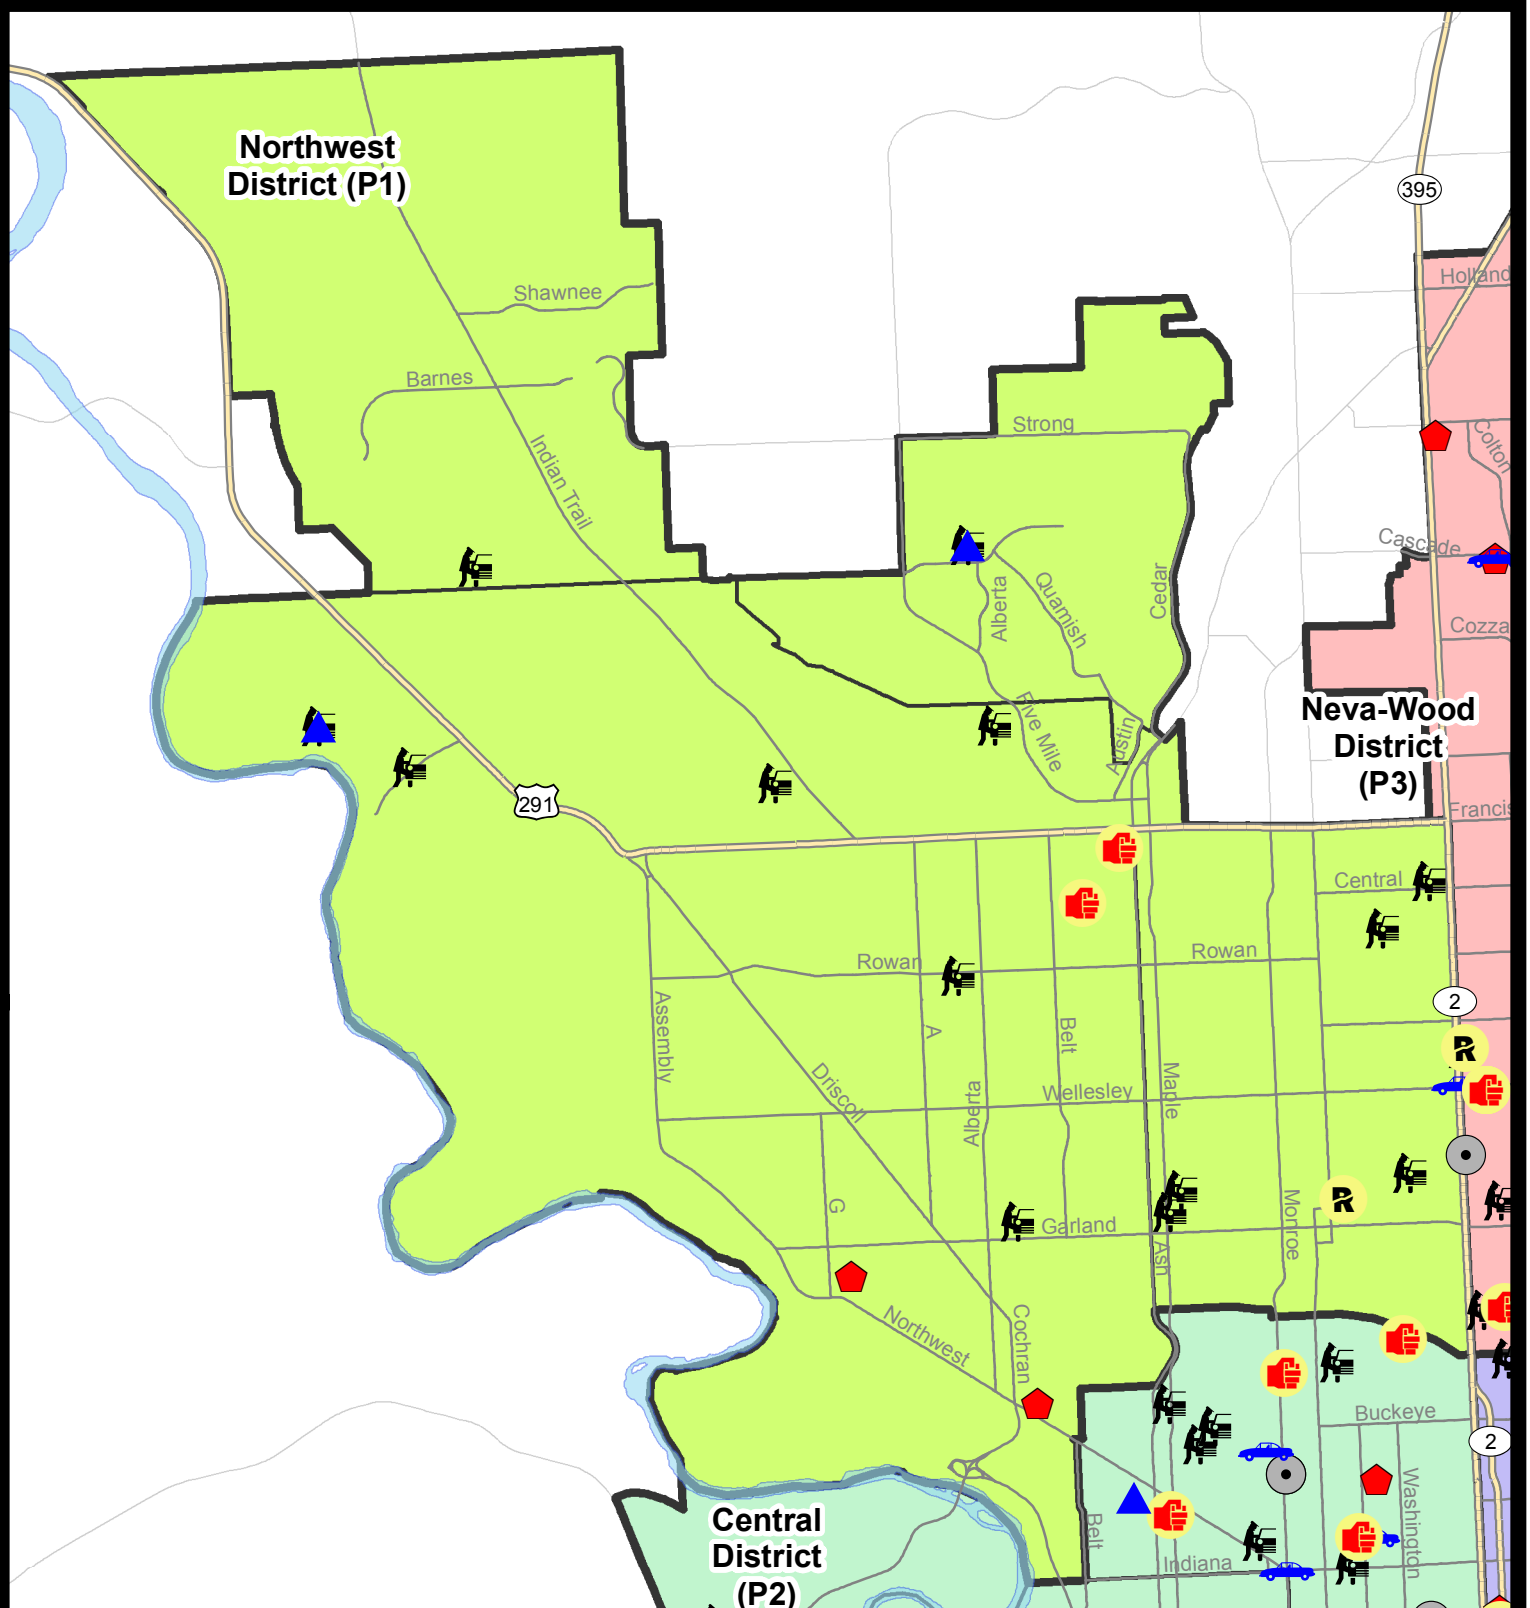 Northwest
District (P1)
395
Holland
Shawnee
Barnes
Strong
Colton
Indian Trail
Cascade
Alberta
Quamish
Cedar
Cozza
Five Mile
Austin
Neva-Wood
District
(P3)
291
Francis
Central
Rowan
Rowan
2
Assembly
A
Belt
Driscoll
Wellesley
Maple
Alberta
G
Garland
Monroe
Ash
Northwest
Cochran
Buckeye
2
Washington
Central
District
(P2)
Belt
Indiana
R
R